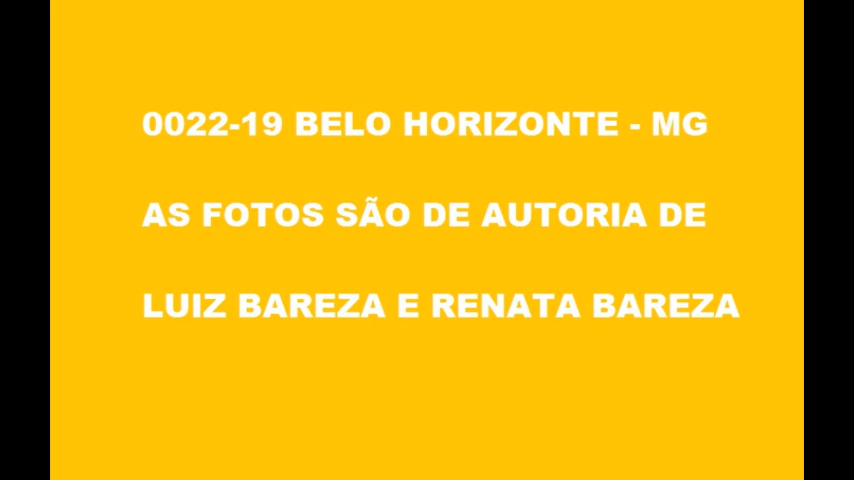 0022-19 BELO HORIZONTE - MG
AS FOTOS SÃO DE AUTORIA DE
LUIZ BAREZA E RENATA BAREZA